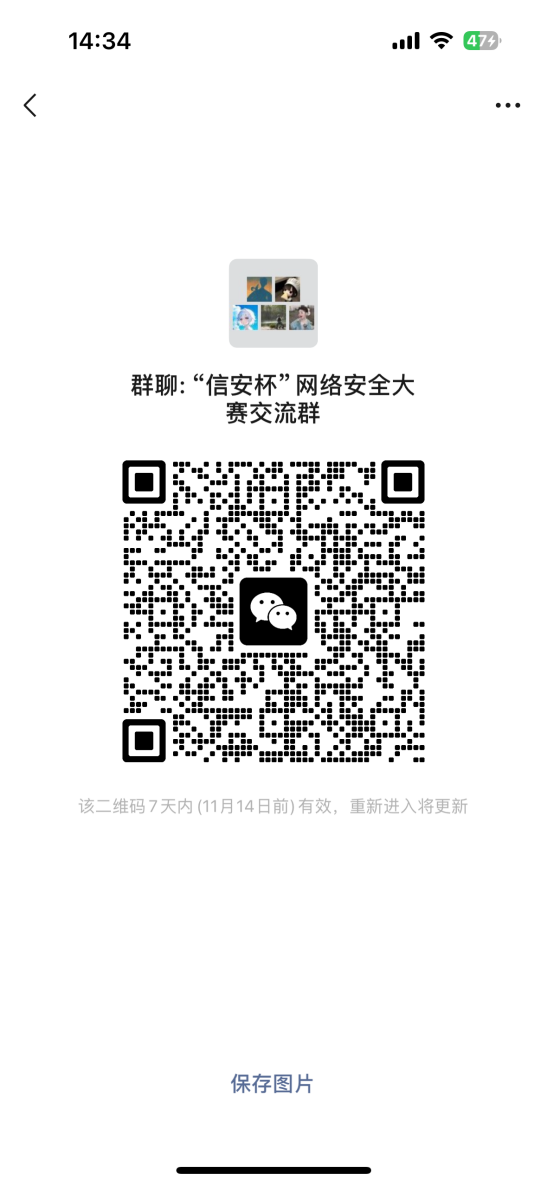 14:34
47
群聊: “信安杯” 网络安全大
赛交流群
该二维码7天内(11月14日前)有效，重新进入将更新
保存图片